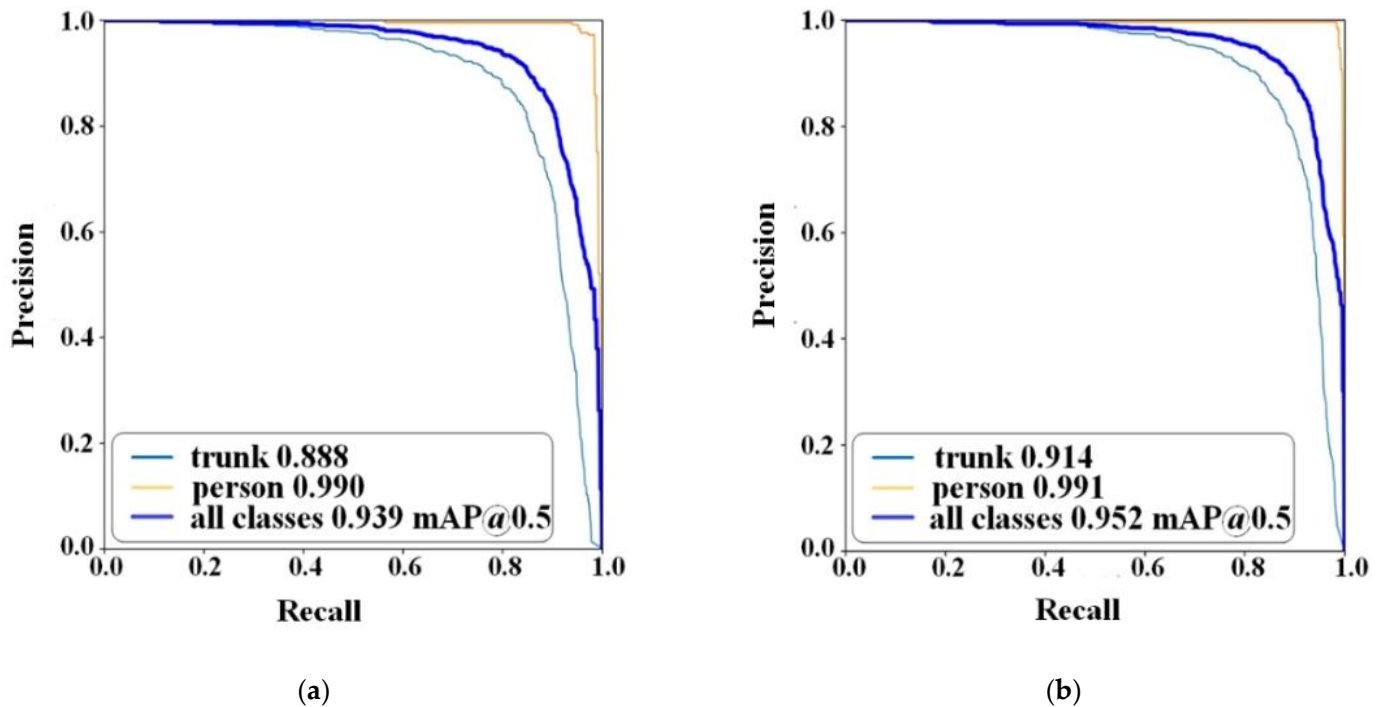 1.0
0.8
0.6
0.4
0.2
0.0
Precision
trunk 0.888
person 0.990
all classes 0.939 mAP@0.5
0.0 0.2 0.4 0.6 0.8 1.0
Recall
(a)
1.0
0.8
0.6
0.4
0.2
0.0
Precision
trunk 0.914
person 0.991
all classes 0.952 mAP@0.5
0.0 0.2 0.4 0.6 0.8 1.0
Recall
(b)